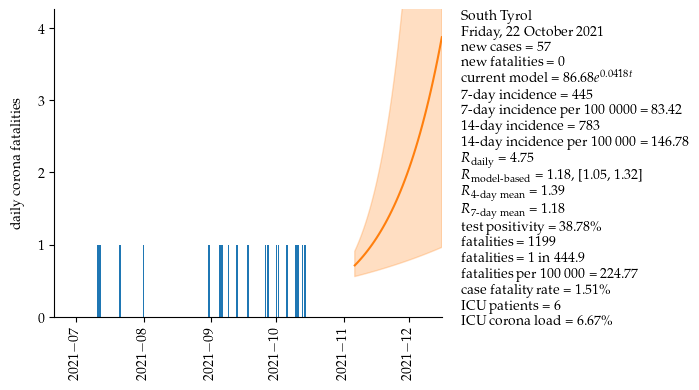 South Tyrol
Friday, 22 October 2021
new cases = 57
new fatalities = 0
current model = 86.68e^0.0418t
7-day incidence = 445
7-day incidence per 100 0000 = 83.42
14-day incidence = 783
14-day incidence per 100 000 = 146.78
R_daily = 4.75
R_model-based = 1.18, [1.05, 1.32]
R_4-day mean = 1.39
R_7-day mean = 1.18
test positivity = 38.78%
fatalities = 1199
fatalities = 1 in 444.9
fatalities per 100 000 = 224.77
case fatality rate = 1.51%
ICU patients = 6
ICU corona load = 6.67%
daily corona fatalities
4
3
2
1
0
2021−07
2021−08
2021−09
2021−10
2021−11
2021−12